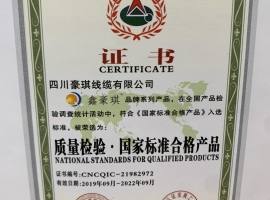 证书
CERTIFICATE
四川豪琪线缆有限公司
鑫豪琪 品牌系列产品，在全国产品检
验调查统计活动中，符合《国家标准合格产品》入选
标准，被荣选为：
质量检验·国家标准合格产品
NATIONAL STANDARDS FOR QUALIFIED PRODUCTS
证书编号:CNCQIC-21982972
有效期:2019年09月-2022年09月